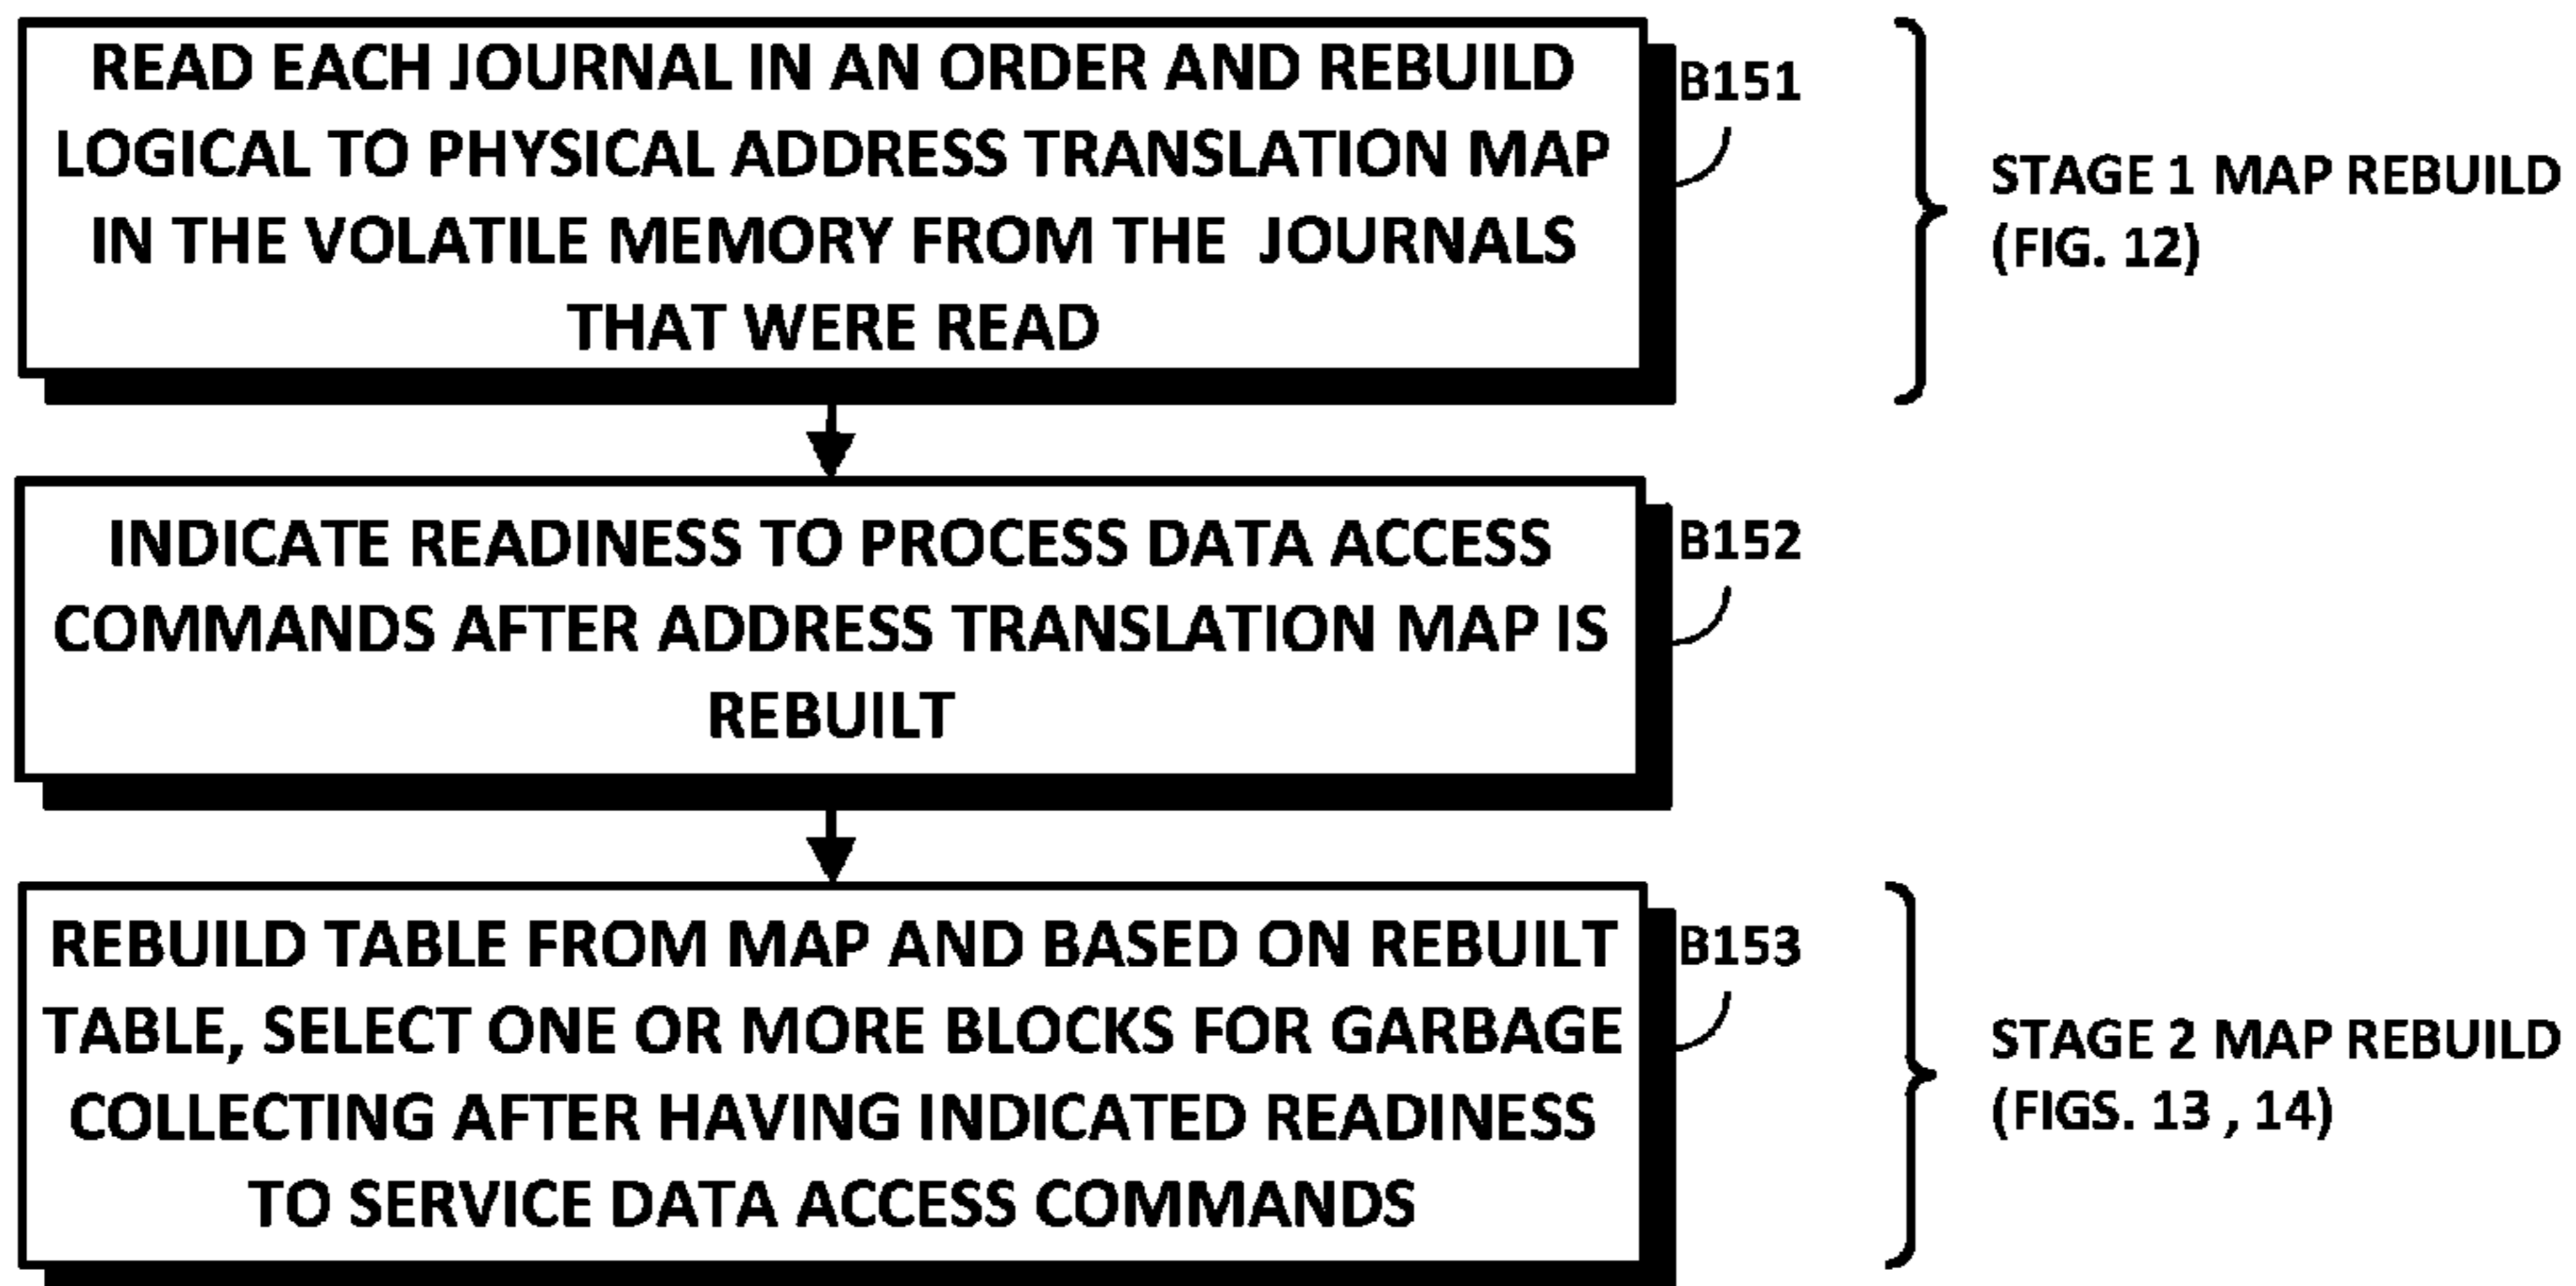 READ EACH JOURNAL IN AN ORDER AND REBUILD
LOGICAL TO PHYSICAL ADDRESS TRANSLATION MAP
IN THE VOLATILE MEMORY FROM THE JOURNALS
THAT WERE READ
B151
STAGE 1 MAP REBUILD
(FIG. 12)
INDICATE READINESS TO PROCESS DATA ACCESS
COMMANDS AFTER ADDRESS TRANSLATION MAP IS
REBUILT
B152
REBUILD TABLE FROM MAP AND BASED ON REBUILT
TABLE, SELECT ONE OR MORE BLOCKS FOR GARBAGE
COLLECTING AFTER HAVING INDICATED READINESS
TO SERVICE DATA ACCESS COMMANDS
B153
STAGE 2 MAP REBUILD
(FIGS. 13 , 14)